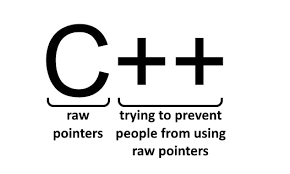 C++
raw
pointers
trying to prevent
people from using
raw pointers